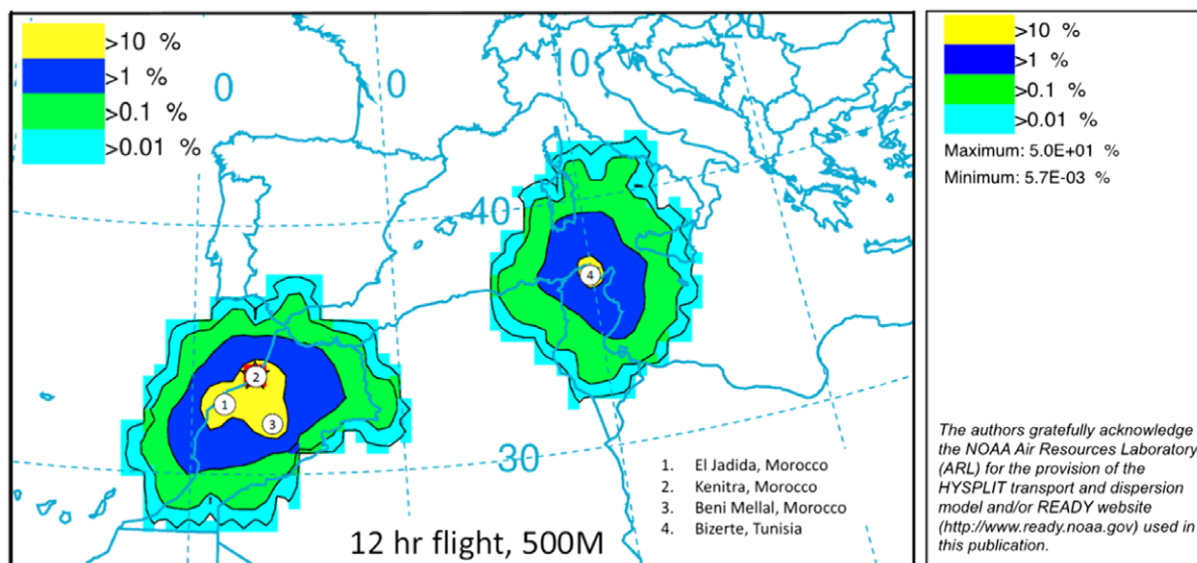 >10 %
>1 %
>0.1 %
>0.01 %
0
0
0
20
40
30
4
2
1
3
1. El Jadida, Morocco
2. Kenitra, Morocco
3. Beni Mellal, Morocco
4. Bizerte, Tunisia
12 hr flight, 500M
>10 %
>1 %
>0.1 %
>0.01 %
Maximum: 5.0E+01 %
Minimum: 5.7E-03 %
The authors gratefully acknowledge
the NOAA Air Resources Laboratory
(ARL) for the provision of the
HYSPLIT transport and dispersion
model and/or READY website
(http://www.ready.noaa.gov) used in
this publication.